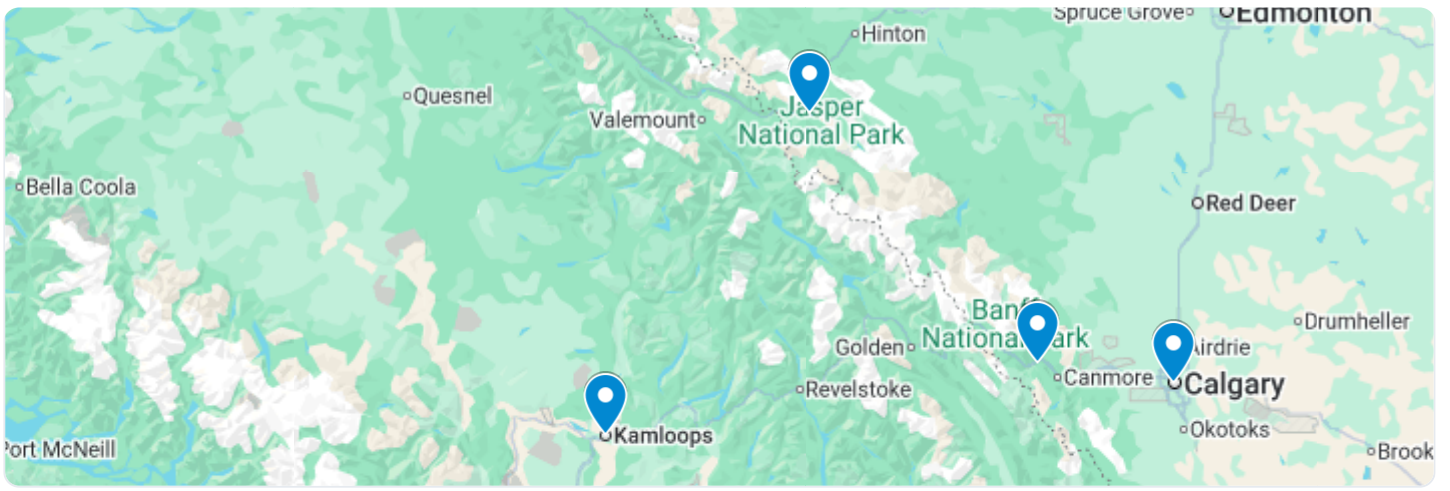 Spruce Grove
Edmonton
Hinton
Quesnel
Valemount
Jasper
National Park
Bella Coola
Red Deer
Banff
National Park
Drumheller
Golden
Airdrie
Canmore
Calgary
Revelstoke
Kamloops
Okotoks
Port McNeill
Brook